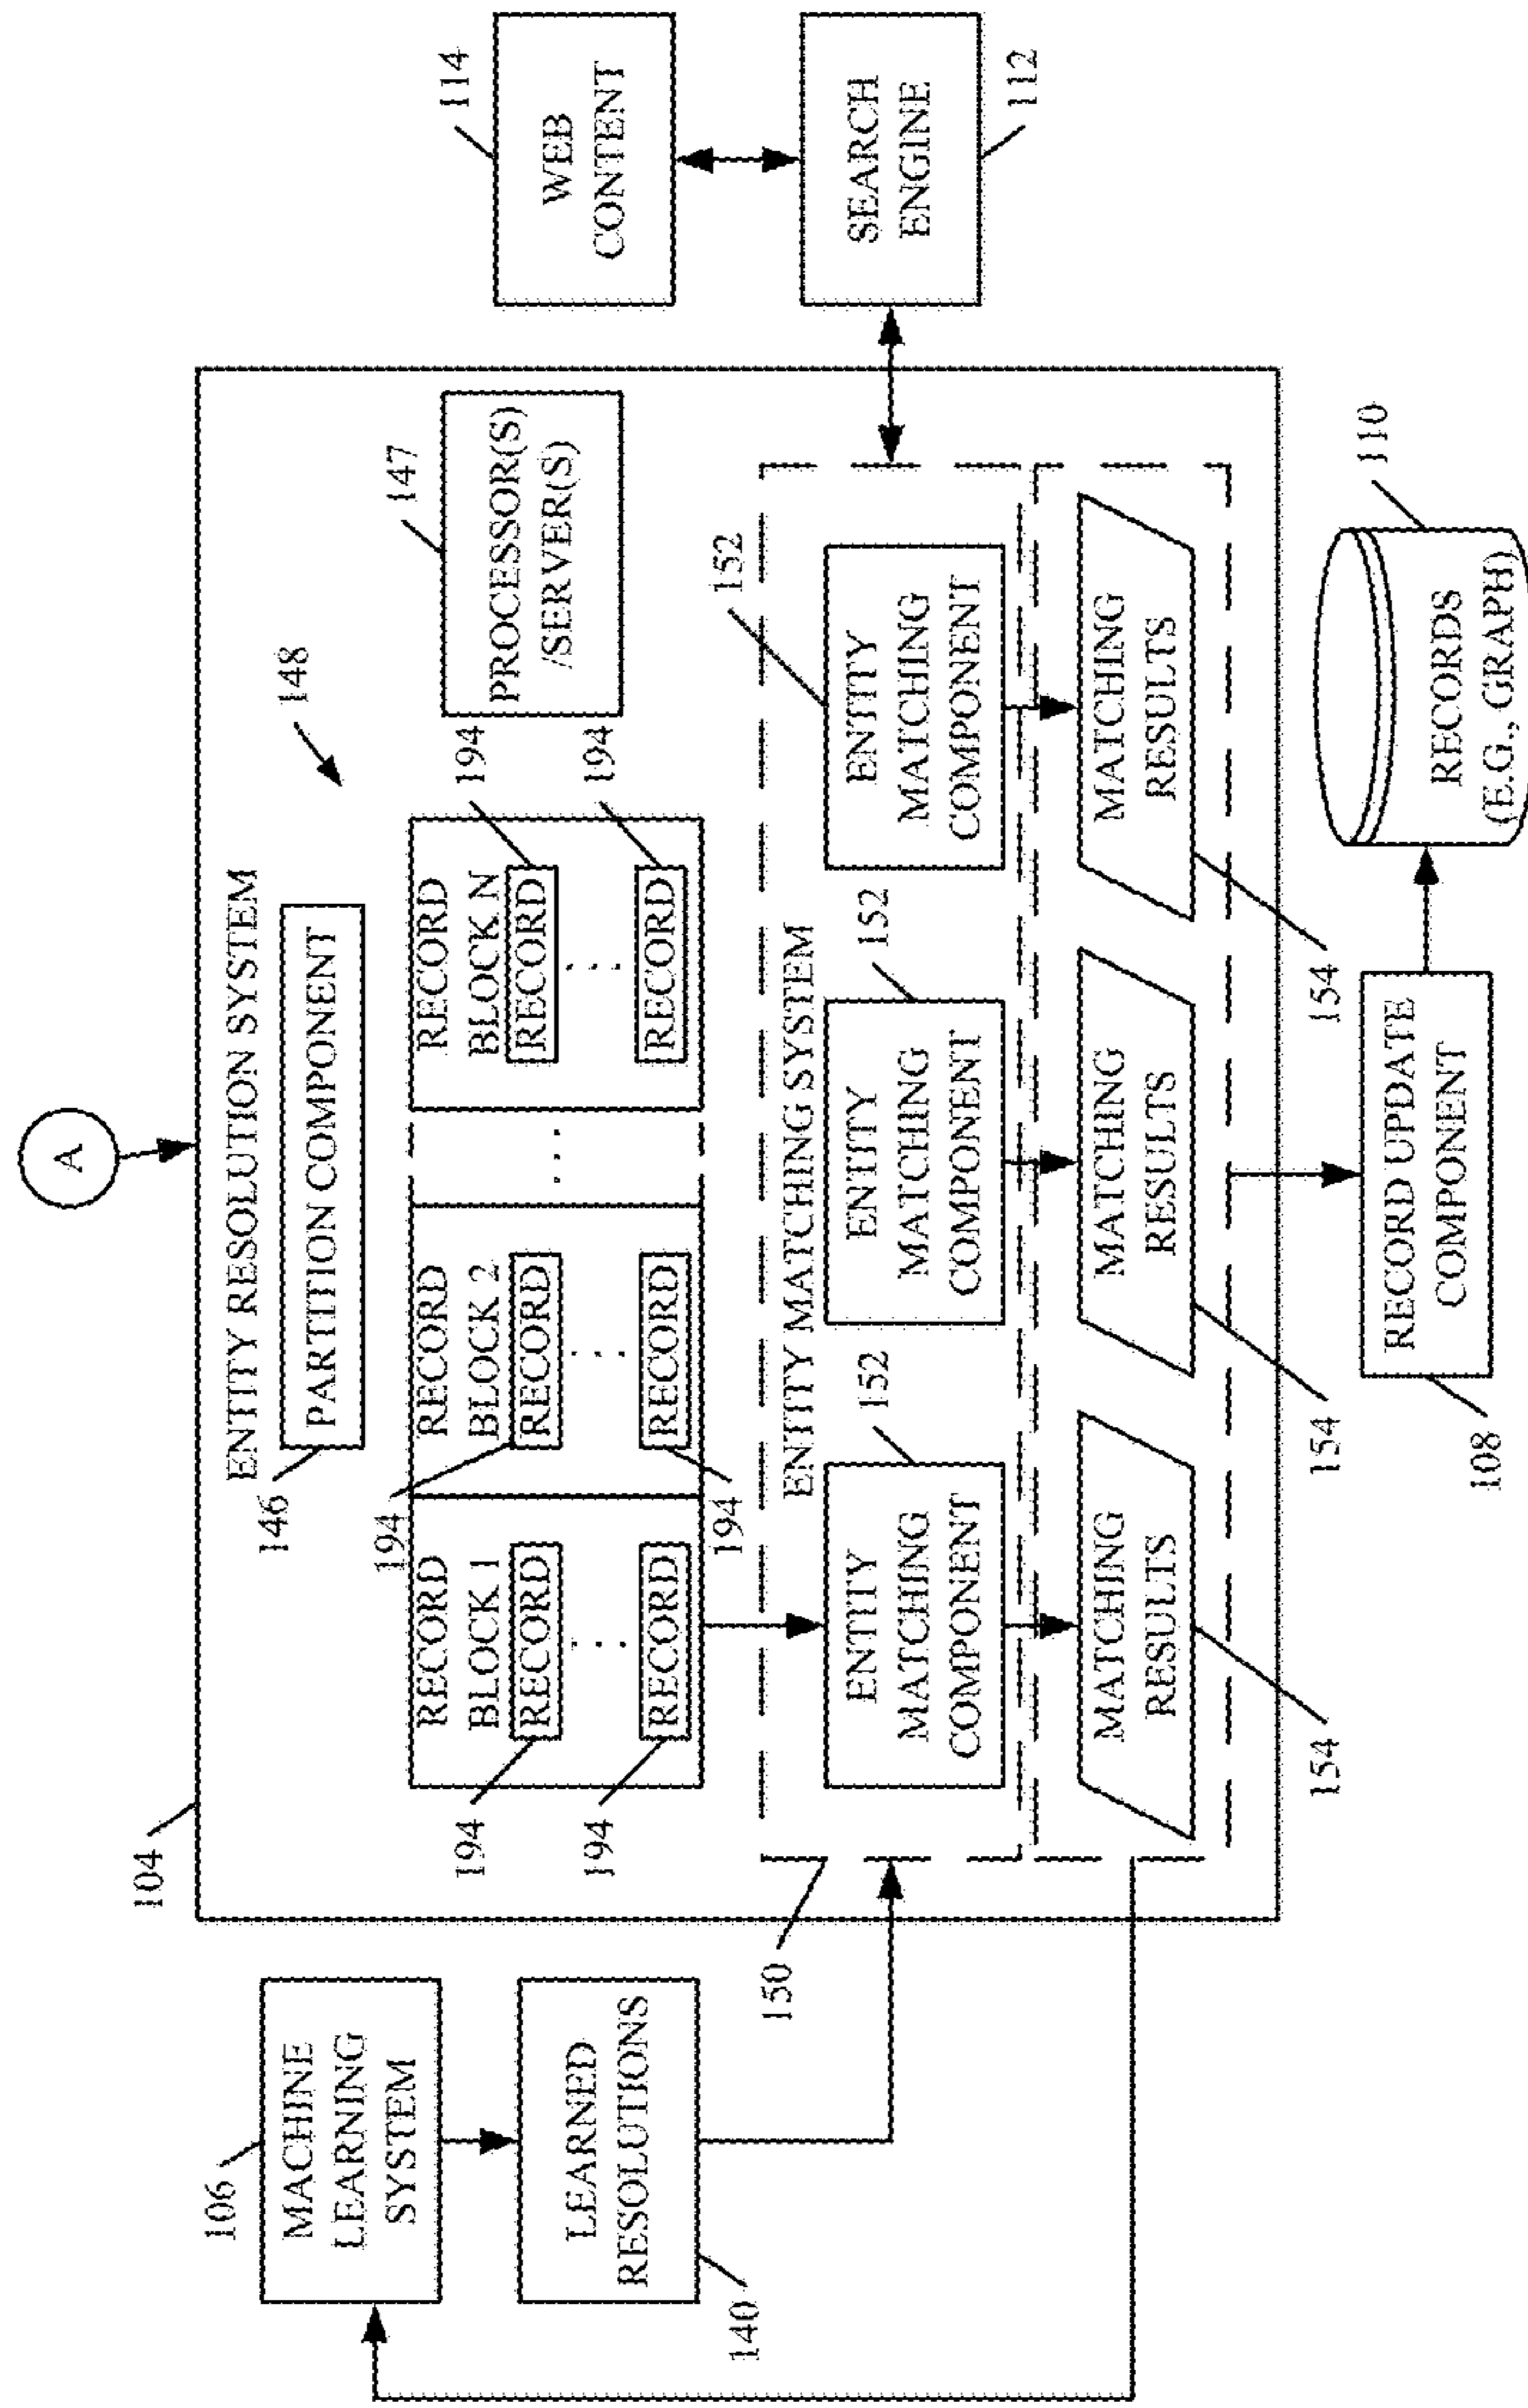 A
104
ENTITY RESOLUTION SYSTEM
146
PARTITION COMPONENT
148
147
PROCESSOR(S)
/SERVER(S)
RECORD
BLOCK 1
RECORD
. . .
RECORD
194
194
RECORD
BLOCK 2
RECORD
. . .
RECORD
194
194
. . .
RECORD
BLOCK N
RECORD
. . .
RECORD
194
194
106
MACHINE
LEARNING
SYSTEM
LEARNED
RESOLUTIONS
140
150
ENTITY MATCHING SYSTEM
ENTITY
MATCHING
COMPONENT
152
ENTITY
MATCHING
COMPONENT
152
ENTITY
MATCHING
COMPONENT
152
MATCHING
RESULTS
154
MATCHING
RESULTS
154
MATCHING
RESULTS
154
114
WEB
CONTENT
SEARCH
ENGINE
112
RECORD UPDATE
COMPONENT
108
110
RECORDS
(E.G., GRAPH)